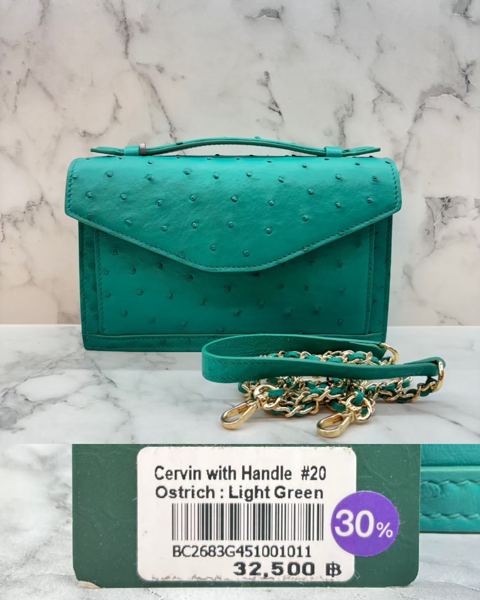 Cervin with Handle #20
Ostrich : Light Green
30%
BC2683G451001011
32,500 ฿